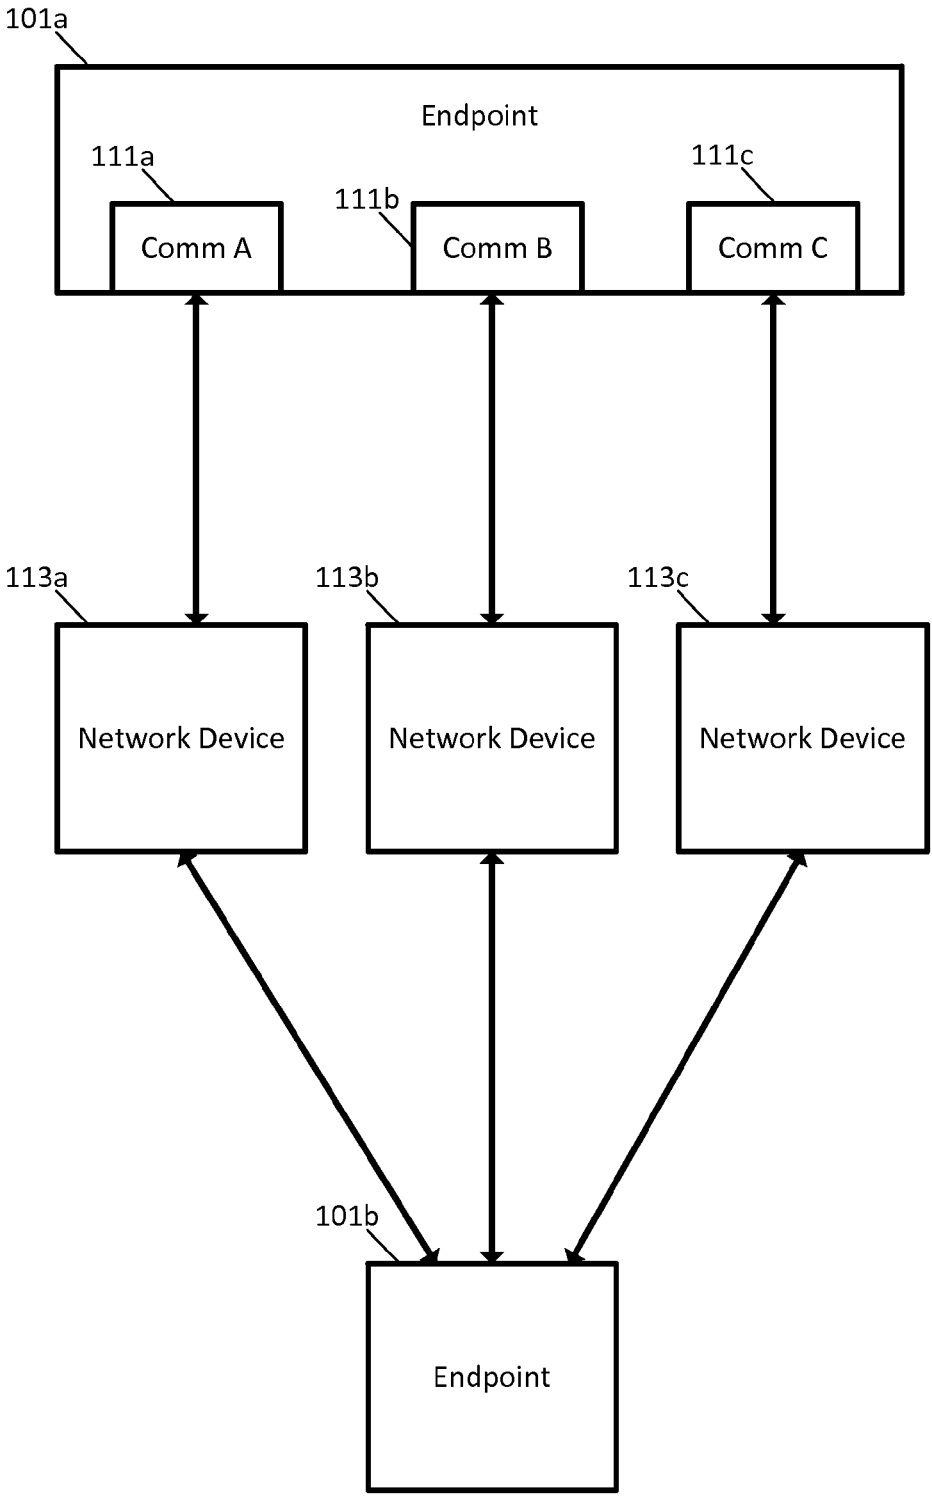 101a
Endpoint
111a
111b
111c
Comm A
Comm B
Comm C
113a
113b
113c
Network Device
Network Device
Network Device
101b
Endpoint